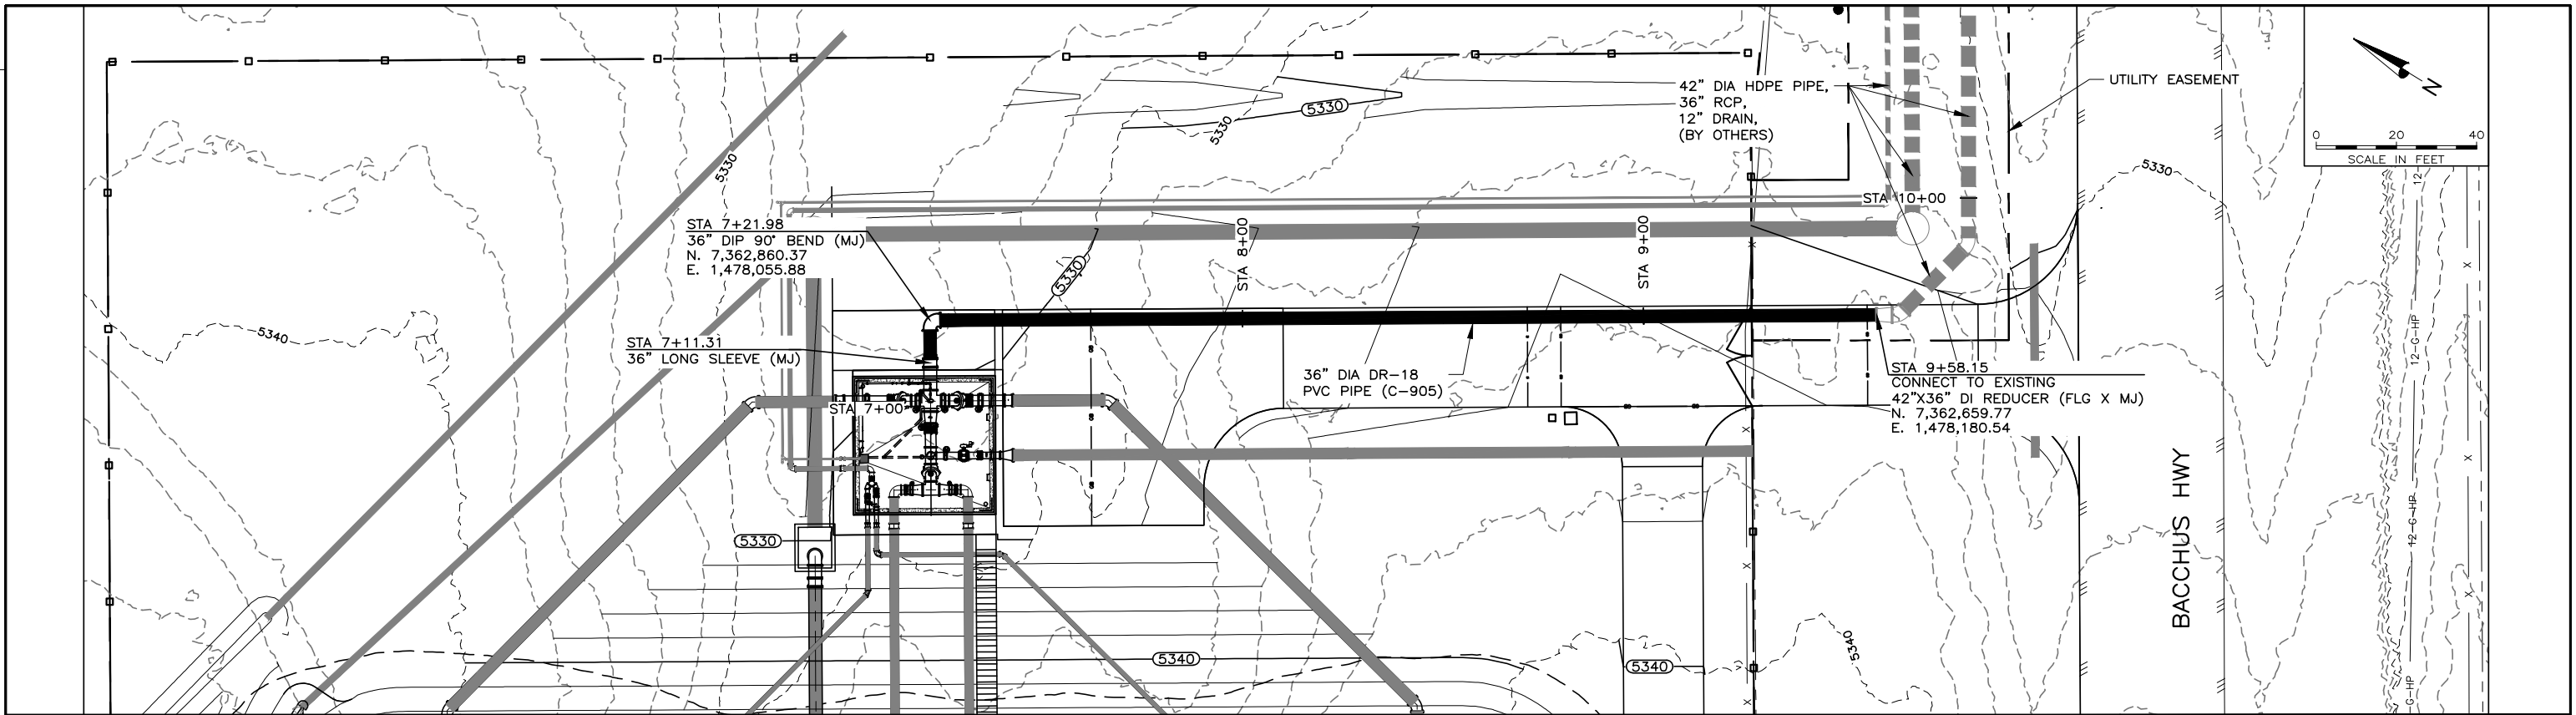 42" DIA HDPE PIPE,
36" RCP,
12" DRAIN,
(BY OTHERS)
UTILITY EASEMENT
N
0 20 40
SCALE IN FEET
5330
5330
5330
5330
12-
STA 10+00
STA 7+21.98
36" DIP 90° BEND (MJ)
N. 7,362,860.37
E. 1,478,055.88
STA 8+00
STA 9+00
5330
5340
STA 7+11.31
36" LONG SLEEVE (MJ)
36" DIA DR-18
PVC PIPE (C-905)
STA 9+58.15
CONNECT TO EXISTING
42"X36" DI REDUCER (FLG X MJ)
N. 7,362,659.77
E. 1,478,180.54
12-G-HP
STA 7+00
BACCHUS HWY
5330
12-G-HP
5340
5340
5340
G-HP